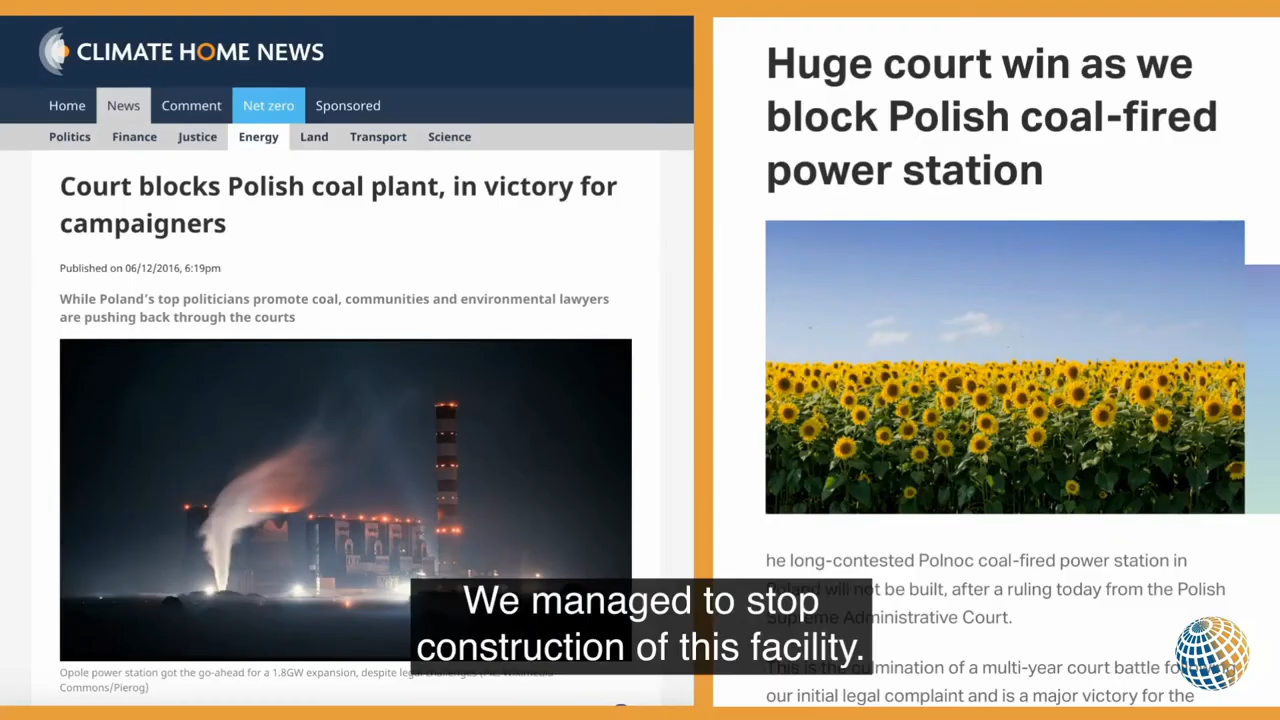 CLIMATE HOME NEWS
Home News Comment Net zero Sponsored
Politics Finance Justice Energy Land Transport Science
Court blocks Polish coal plant, in victory for
campaigners
Published on 06/12/2016, 6:19pm
While Poland's top politicians promote coal, communities and environmental lawyers
are pushing back through the courts
Opole power station got the go-ahead for a 1.8GW expansion, despite legal challenges (Pic: Wikimedia
Commons/Pierog)
Huge court win as we
block Polish coal-fired
power station
he long-contested Polnoc coal-fired power station in
Poland will not be built, after a ruling today from the Polish
Supreme Administrative Court.
This is the culmination of a multi-year court battle following
our initial legal complaint and is a major victory for the
We managed to stop
construction of this facility.